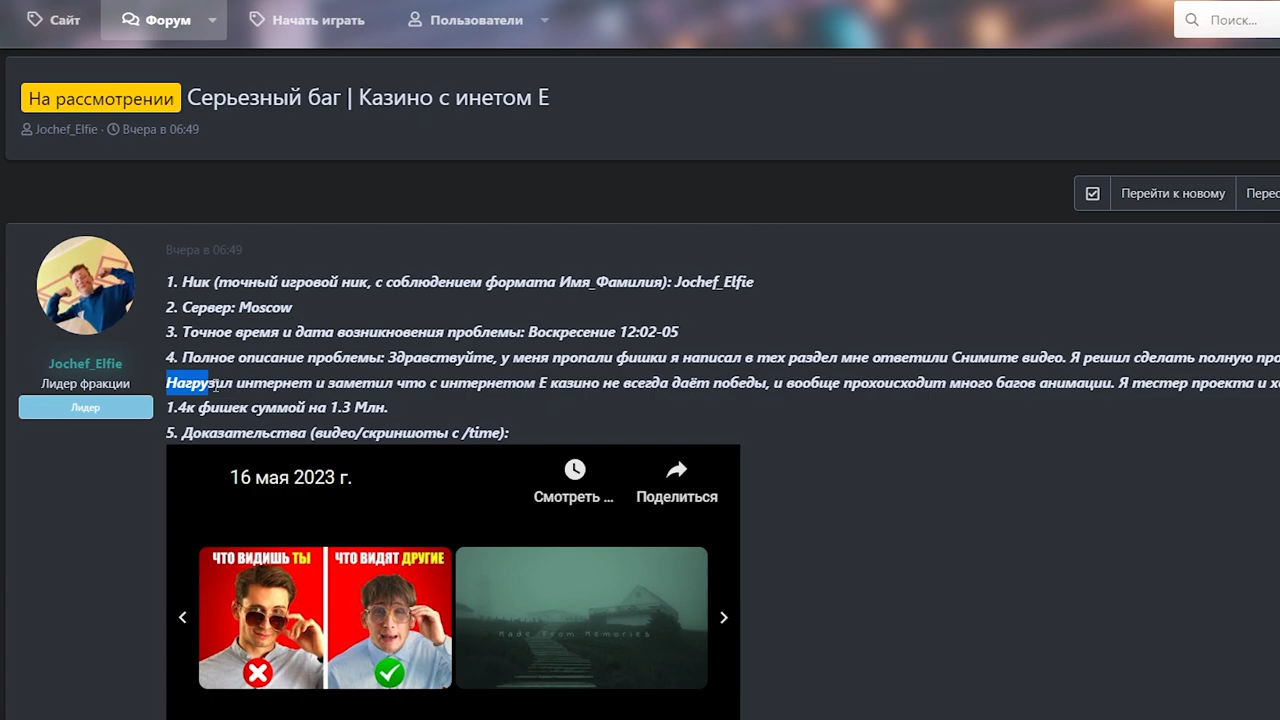 Сайт
Форум
Начать играть
Пользователи
Поиск...
На рассмотрении Серьезный баг | Казино с инетом Е
Jochef_Elfie · Вчера в 06:49
Перейти к новому
Вчера в 06:49
Jochef_Elfie
Лидер фракции
Лидер
1. Ник (точный игровой ник, с соблюдением формата Имя_Фамилия): Jochef_Elfie
2. Сервер: Moscow
3. Точное время и дата возникновения проблемы: Воскресение 12:02-05
4. Полное описание проблемы: Здравствуйте, у меня пропали фишки я написал в тех раздел мне ответили Снимите видео. Я решил сделать полную
Нагрузил интернет и заметил что с интернетом Е казино не всегда даёт победы, и вообще прохоисходит много багов анимации. Я тестер проекта и
1.4к фишек суммой на 1.3 Млн.
5. Доказательства (видео/скриншоты с /time):
16 мая 2023 г.
Смотреть ...
Поделиться
ЧТО ВИДИШЬ ТЫ
ЧТО ВИДЯТ ДРУГИЕ
Made From Memories